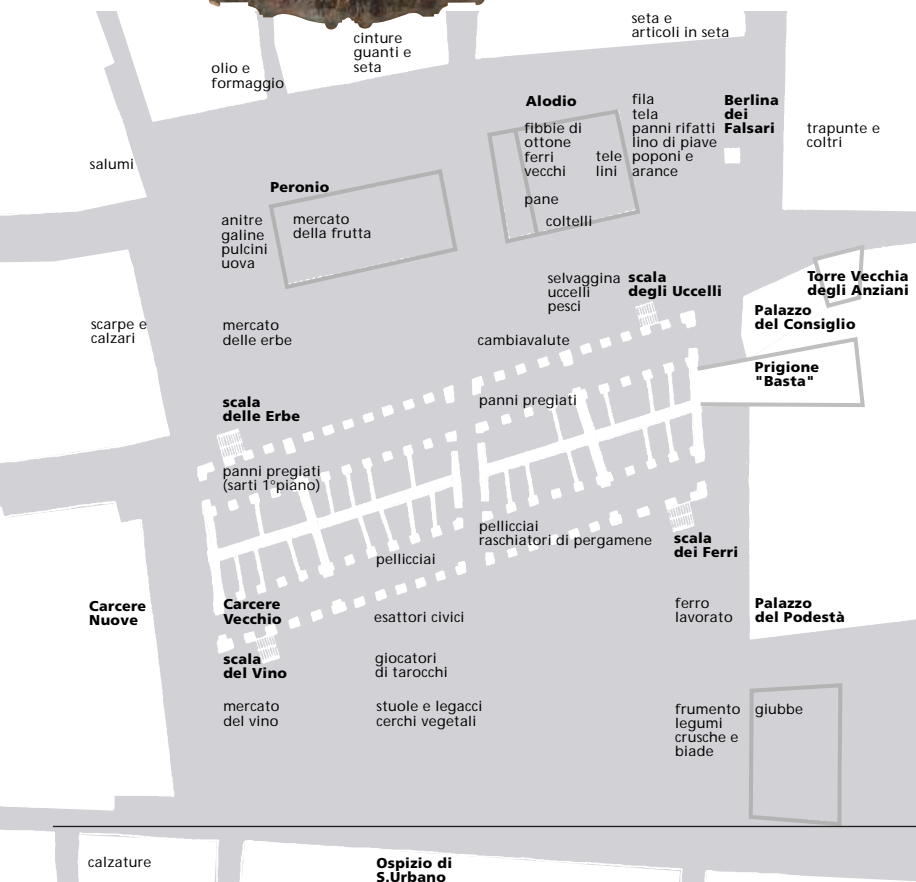 seta e
articoli in seta
cinture
guanti e
seta
olio e
formaggio
Alodio
fibbie di
ottone
ferri
vecchi
tele
lini
pane
coltelli
fila
tela
panni rifatti
lino di piave
poponi e
arance
Berlina
dei
Falsari
trapunte e
coltri
salumi
Peronio
anitre
galine
pulcini
uova
mercato
della frutta
selvaggina
uccelli
pesci
scala
degli Uccelli
Torre Vecchia
degli Anziani
Palazzo
del Consiglio
scarpe e
calzari
mercato
delle erbe
cambiavalute
Prigione
"Basta"
scala
delle Erbe
panni pregiati
panni pregiati
(sarti 1°piano)
pellicciai
raschiatori di pergamene
scala
dei Ferri
pellicciai
Carcere
Nuove
Carcere
Vecchio
esattori civici
ferro
lavorato
Palazzo
del Podestà
scala
del Vino
giocatori
di tarocchi
mercato
del vino
stuole e legacci
cerchi vegetali
frumento
legumi
crusche e
biade
giubbe
calzature
Ospizio di
S.Urbano